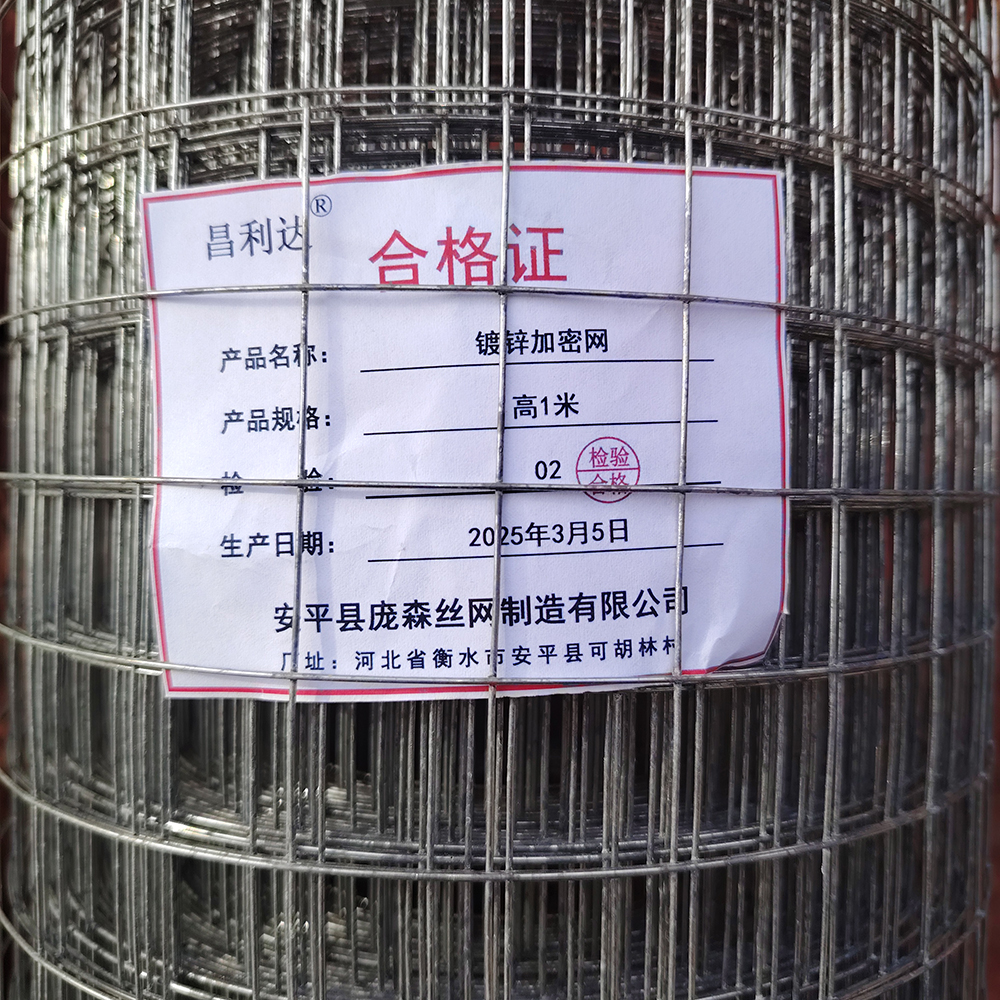 昌利达®
合格证
产品名称： 镀锌加密网
产品规格： 高1米
检 验： 02 检验合格
生产日期： 2025年3月5日
安平县庞森丝网制造有限公司
厂址：河北省衡水市安平县可胡林村